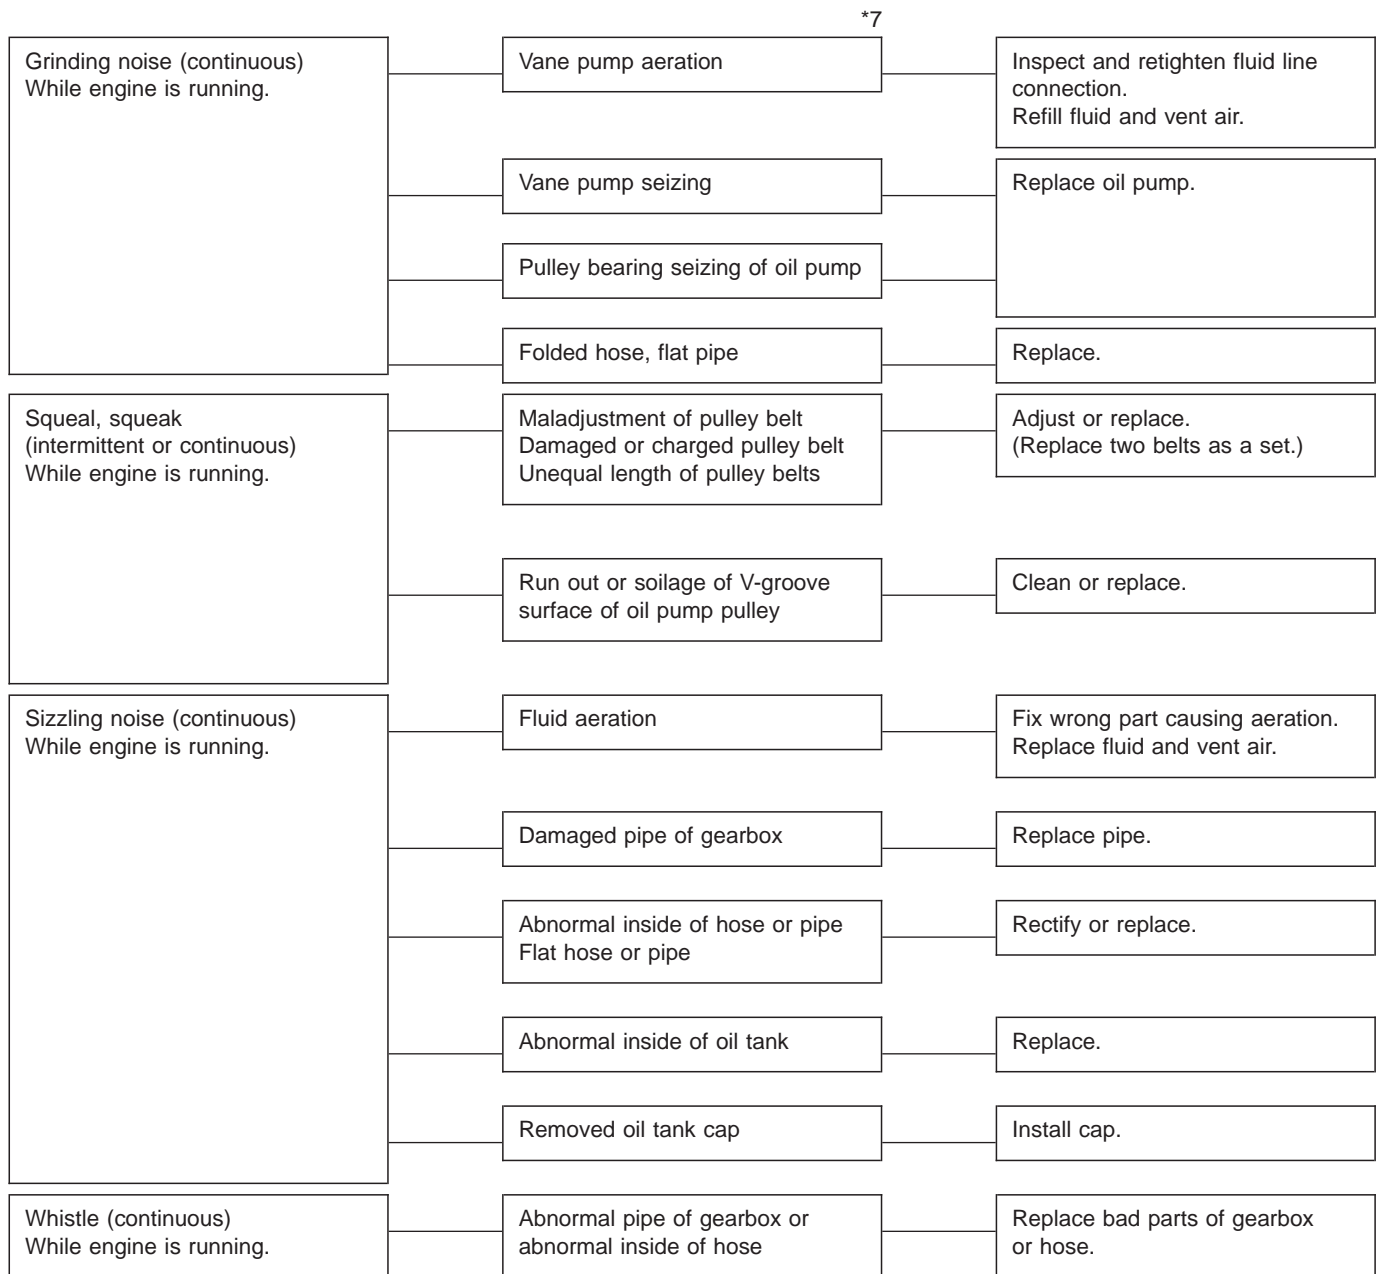 *7
Grinding noise (continuous)
While engine is running.
Vane pump aeration
Inspect and retighten fluid line
connection.
Refill fluid and vent air.
Vane pump seizing
Replace oil pump.
Pulley bearing seizing of oil pump
Folded hose, flat pipe
Replace.
Squeal, squeak
(intermittent or continuous)
While engine is running.
Maladjustment of pulley belt
Damaged or charged pulley belt
Unequal length of pulley belts
Adjust or replace.
(Replace two belts as a set.)
Run out or soilage of V-groove
surface of oil pump pulley
Clean or replace.
Sizzling noise (continuous)
While engine is running.
Fluid aeration
Fix wrong part causing aeration.
Replace fluid and vent air.
Damaged pipe of gearbox
Replace pipe.
Abnormal inside of hose or pipe
Flat hose or pipe
Rectify or replace.
Abnormal inside of oil tank
Replace.
Removed oil tank cap
Install cap.
Whistle (continuous)
While engine is running.
Abnormal pipe of gearbox or
abnormal inside of hose
Replace bad parts of gearbox
or hose.